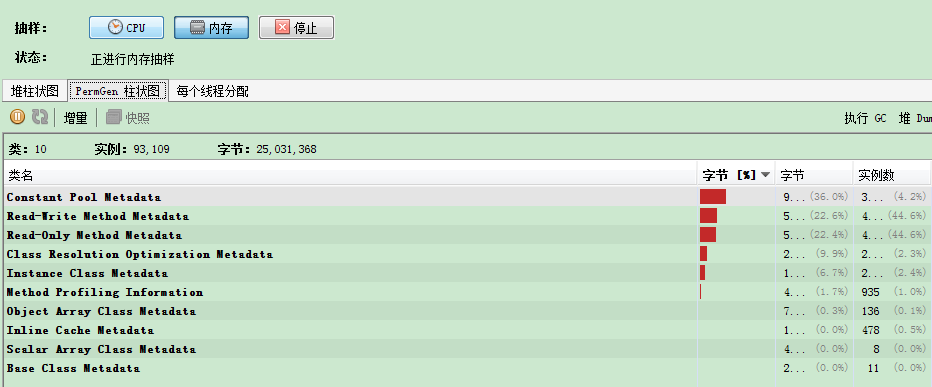 抽样： CPU 内存 停止
状态： 正进行内存抽样
堆柱状图 PermGen 柱状图 每个线程分配
增量 快照 执行 GC 堆 Dum
类：10 实例：93,109 字节：25,031,368
类名 字节 [%] 字节 实例数
Constant Pool Metadata 9... (36.0%) 3... (4.2%)
Read-Write Method Metadata 5... (22.6%) 4... (44.6%)
Read-Only Method Metadata 5... (22.4%) 4... (44.6%)
Class Resolution Optimization Metadata 2... (9.9%) 2... (2.3%)
Instance Class Metadata 1... (6.7%) 2... (2.4%)
Method Profiling Information 4... (1.7%) 935 (1.0%)
Object Array Class Metadata 7... (0.3%) 136 (0.1%)
Inline Cache Metadata 1... (0.0%) 478 (0.5%)
Scalar Array Class Metadata 4... (0.0%) 8 (0.0%)
Base Class Metadata 2... (0.0%) 11 (0.0%)